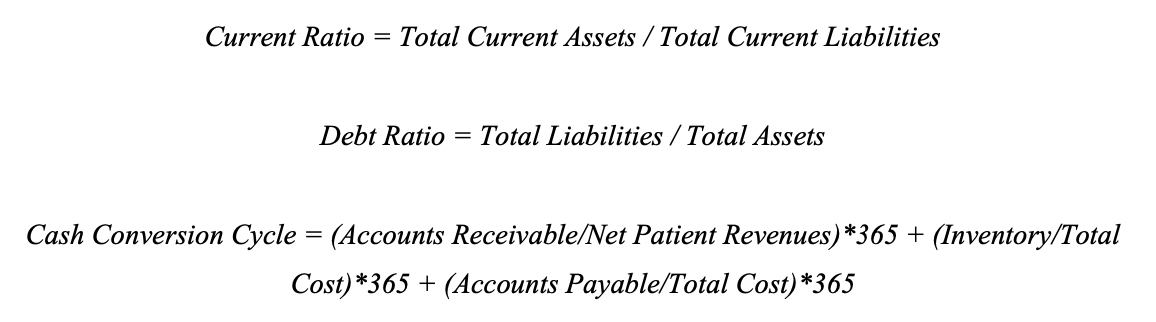 Current Ratio = Total Current Assets / Total Current Liabilities
Debt Ratio = Total Liabilities / Total Assets
Cash Conversion Cycle = (Accounts Receivable/Net Patient Revenues)*365 + (Inventory/Total
Cost)*365 + (Accounts Payable/Total Cost)*365